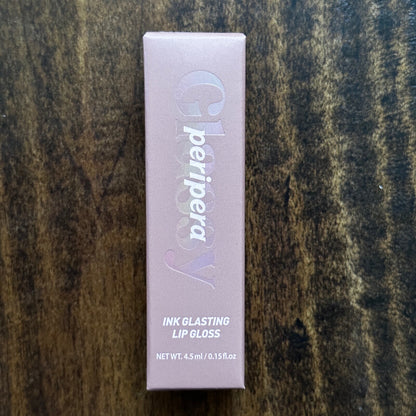 Glossy
peripera
INK GLASTING
LIP GLOSS
NET WT. 4.5 ml / 0.15 fl.oz